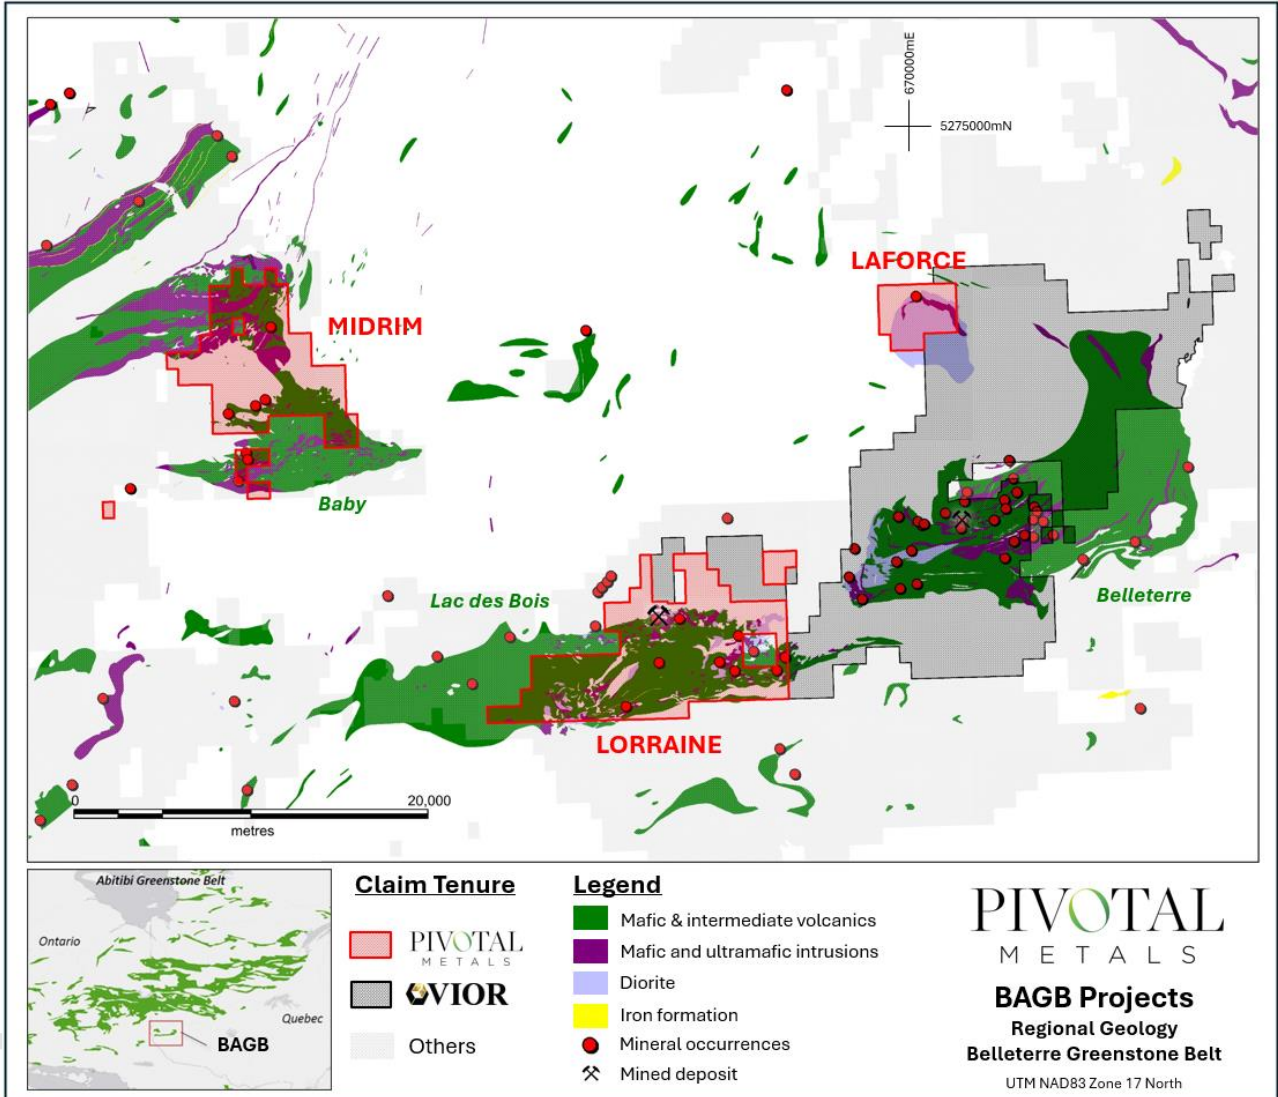 670000mE
5275000mN
LAFORCE
MIDRIM
Baby
Belleterre
Lac des Bois
LORRAINE
0
20,000
metres
Abitibi Greenstone Belt
Ontario
Quebec
BAGB
Claim Tenure
PIVOTAL
METALS
VIOR
Others
Legend
Mafic & intermediate volcanics
Mafic and ultramafic intrusions
Diorite
Iron formation
Mineral occurrences
Mined deposit
PIVOTAL
METALS
BAGB Projects
Regional Geology
Belleterre Greenstone Belt
UTM NAD83 Zone 17 North